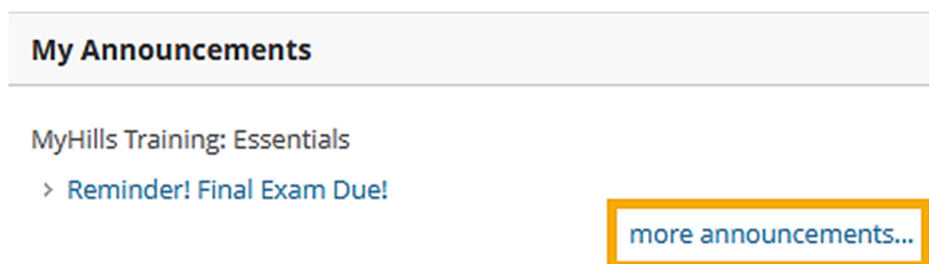 My Announcements
MyHills Training: Essentials
> Reminder! Final Exam Due!
more announcements...